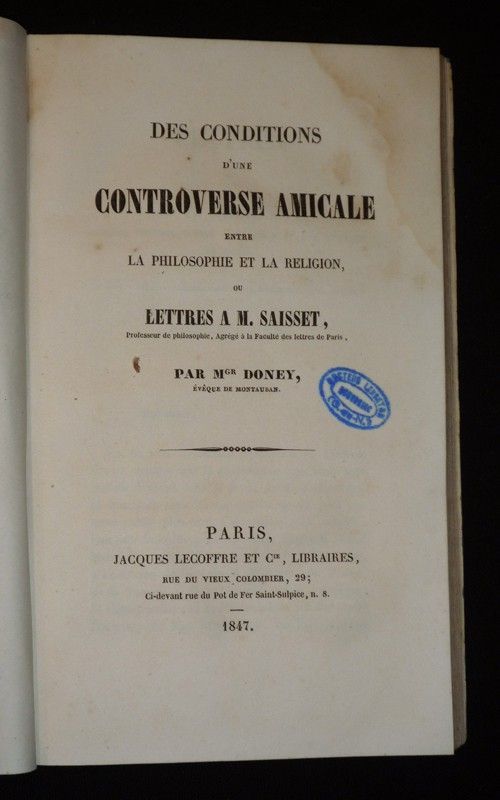 DES CONDITIONS
D'UNE
CONTROVERSE AMICALE
ENTRE
LA PHILOSOPHIE ET LA RELIGION,
OU
LETTRES A M. SAISSET,
Professeur de philosophie, Agrégé à la Faculté des lettres de Paris.
PAR MGR DONEY,
ÉVÊQUE DE MONTAUBAN.
PARIS,
JACQUES LECOFFRE ET CIE, LIBRAIRES,
RUE DU VIEUX COLOMBIER, 29;
Ci-devant rue du Pot de Fer Saint-Sulpice, n. 8.
1847.